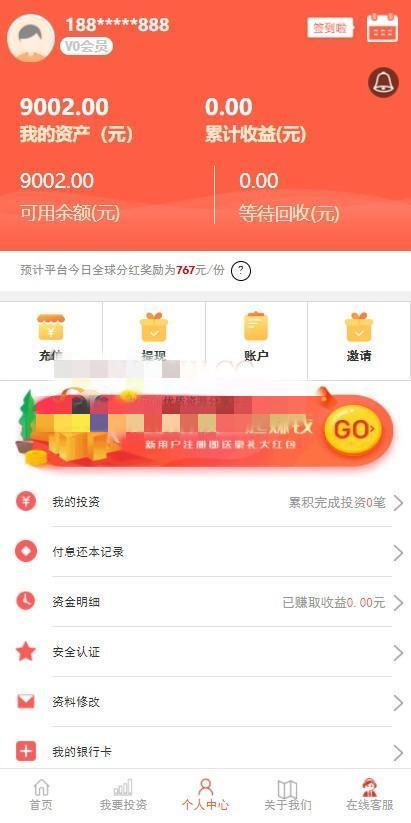 188*****888
签到啦
V0会员
9002.00
0.00
我的资产（元）
累计收益(元)
9002.00
0.00
可用余额(元)
等待回收(元)
预计平台今日全球分红奖励为767元/份 ?
充值
提现
账户
邀请
优质资源分享
起赚钱
GO
新用户注册即送豪礼大红包
我的投资
累积完成投资0笔
付息还本记录
资金明细
已赚取收益0.00元
安全认证
资料修改
我的银行卡
首页
我要投资
个人中心
关于我们
在线客服